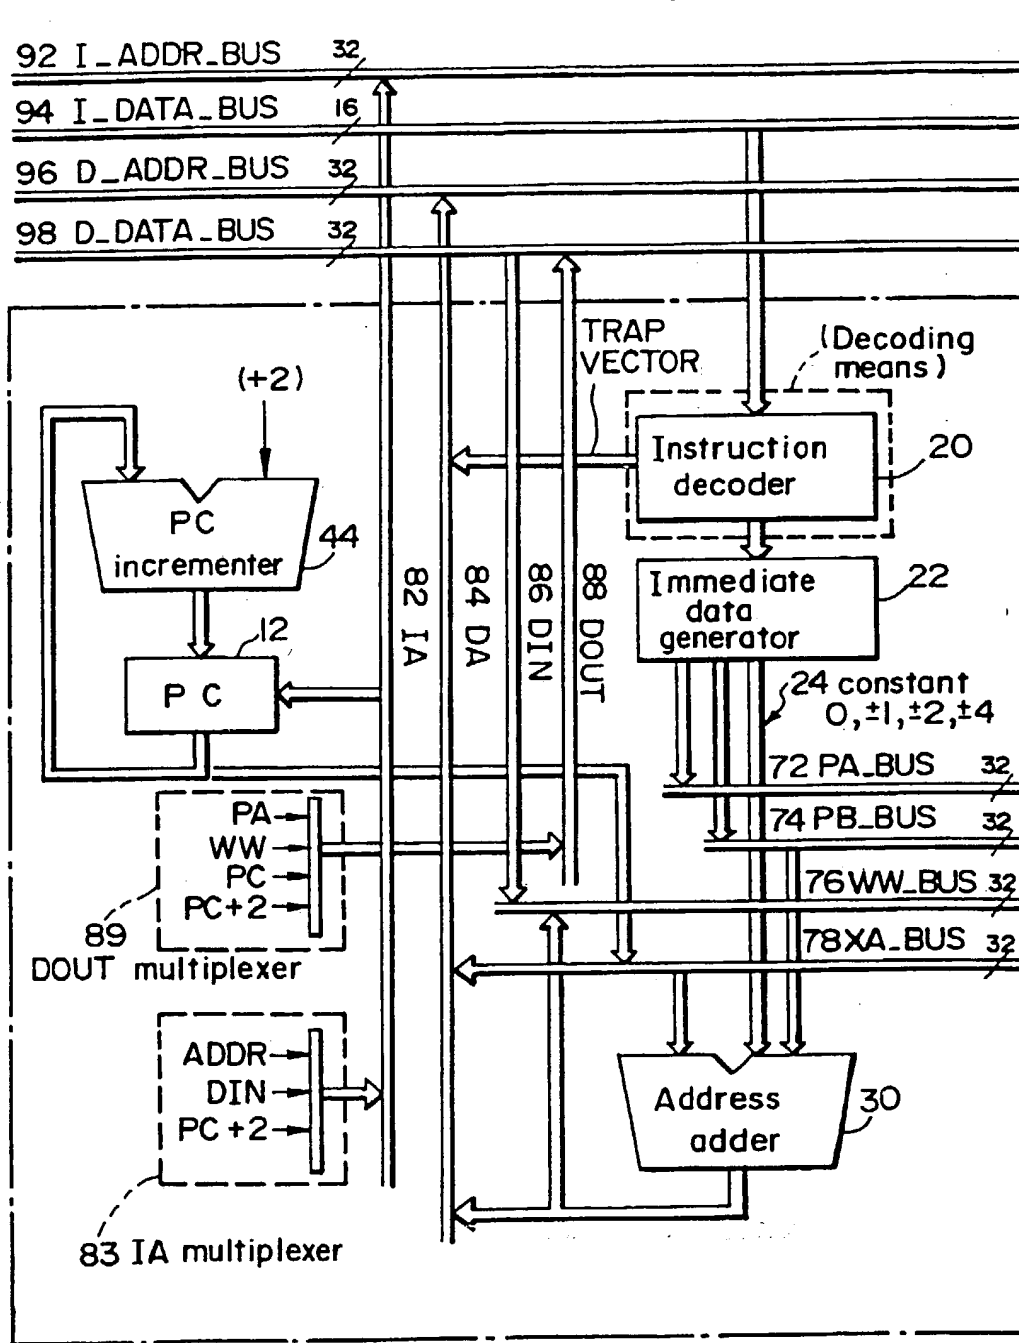 92 I_ADDR_BUS 32
94 I_DATA_BUS 16
96 D_ADDR_BUS 32
98 D_DATA_BUS 32
TRAP
VECTOR
(Decoding
means)
(+2)
Instruction
decoder
20
PC
incrementer
44
Immediate
data
generator
22
82 IA
84 DA
86 DIN
88 DOUT
12
PC
24 constant
0,±1,±2,±4
72 PA_BUS 32
74 PB_BUS 32
76 WW_BUS 32
78 XA_BUS 32
PA
WW
PC
PC+2
89
DOUT multiplexer
ADDR
DIN
PC+2
83 IA multiplexer
Address
adder
30